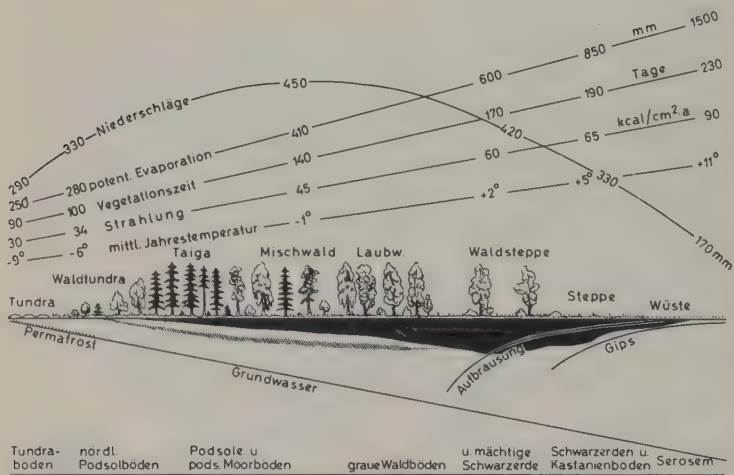 290 330 Niederschläge 450 420 330 170 mm
250 280 potent. Evaporation 410 600 850 mm 1500
90 100 Vegetationszeit 140 170 190 Tage 230
30 34 Strahlung 45 60 65 kcal/cm².a 90
-9° -6° mittl. Jahrestemperatur -1° +2° +5° +11°
Tundra Waldtundra Taiga Mischwald Laubw. Waldsteppe Steppe Wüste
Permafrost
Grundwasser
Aufbrausung
Gips
Tundra-
boden
nördl.
Podsolböden
Podsole u
pods. Moorböden
graue Waldböden
u. mächtige
Schwarzerde
Schwarzerden u.
Kastanienböden
Serosem